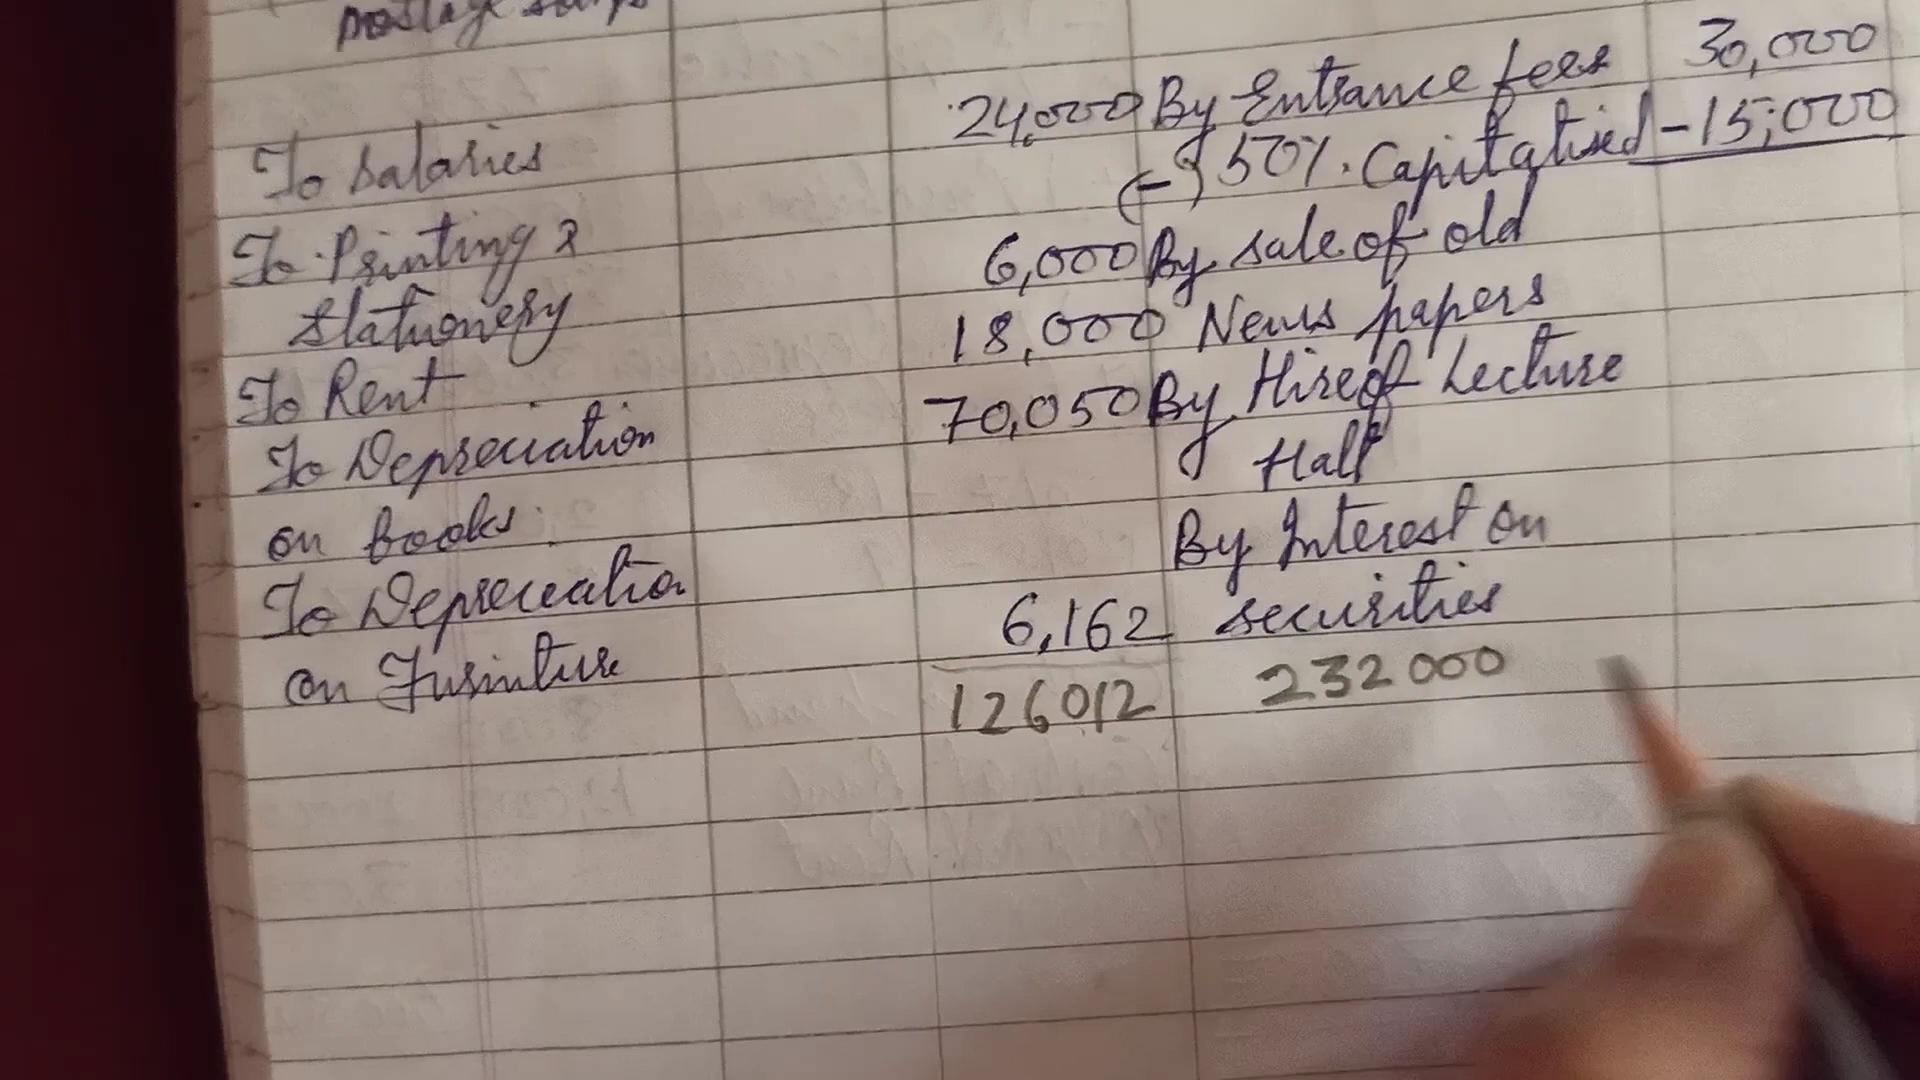 postage stamps
To Salaries 24,000 By Entrance fees 30,000
(-) 50%. Capitalised -15,000
To Printing & 6,000 By sale of old
Stationery 18,000 News papers
To Rent 70,050 By Hire of Lecture
To Depreciation Hall
on books. By Interest on
To Depreciation 6,162 securities
on Furniture 126012 232000